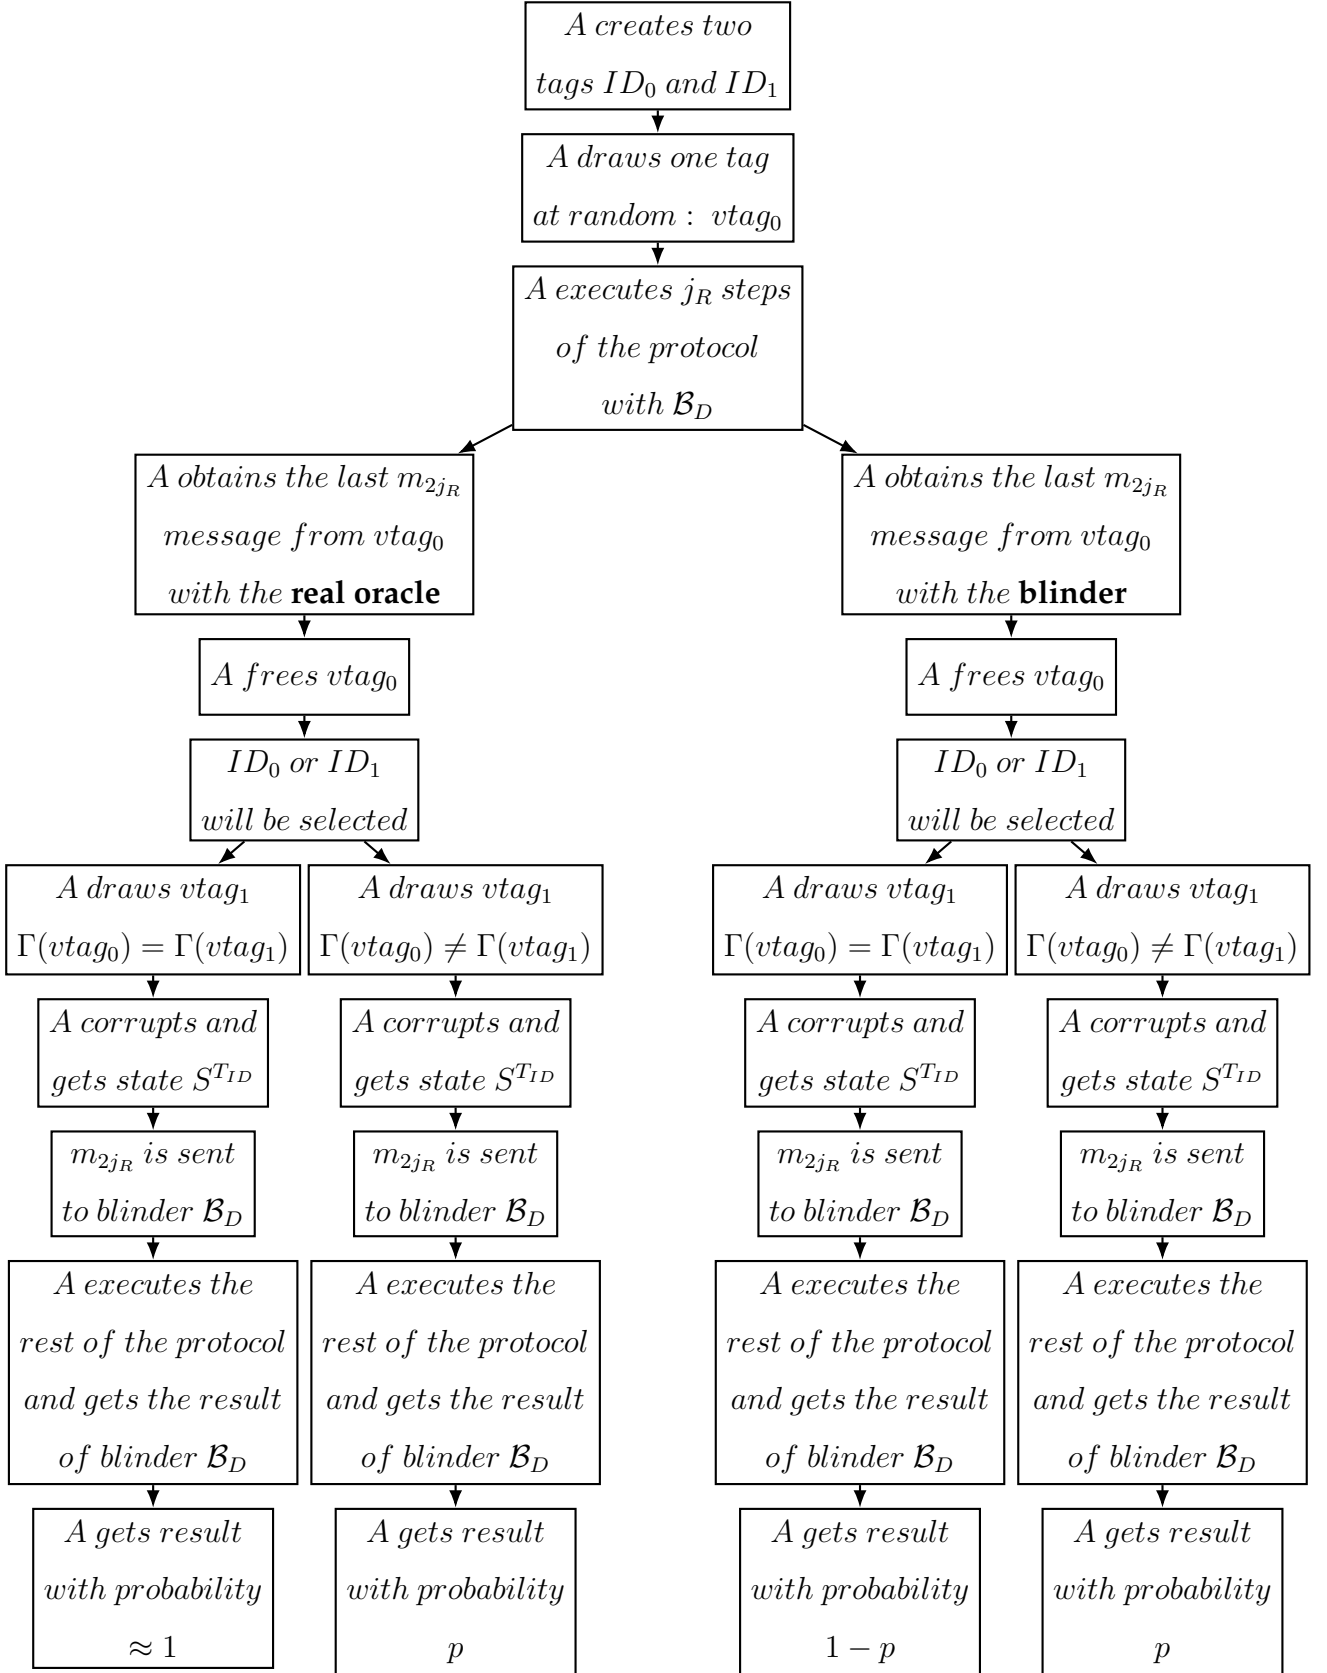 A creates two
tags ID₀ and ID₁
A draws one tag
at random : vtag₀
A executes j_R steps
of the protocol
with 𝓑_D
A obtains the last m_{2j_R}
message from vtag₀
with the real oracle
A obtains the last m_{2j_R}
message from vtag₀
with the blinder
A frees vtag₀
A frees vtag₀
ID₀ or ID₁
will be selected
ID₀ or ID₁
will be selected
A draws vtag₁
Γ(vtag₀) = Γ(vtag₁)
A draws vtag₁
Γ(vtag₀) ≠ Γ(vtag₁)
A draws vtag₁
Γ(vtag₀) = Γ(vtag₁)
A draws vtag₁
Γ(vtag₀) ≠ Γ(vtag₁)
A corrupts and
gets state S^{T_{ID}}
A corrupts and
gets state S^{T_{ID}}
A corrupts and
gets state S^{T_{ID}}
A corrupts and
gets state S^{T_{ID}}
m_{2j_R} is sent
to blinder 𝓑_D
m_{2j_R} is sent
to blinder 𝓑_D
m_{2j_R} is sent
to blinder 𝓑_D
m_{2j_R} is sent
to blinder 𝓑_D
A executes the
rest of the protocol
and gets the result
of blinder 𝓑_D
A executes the
rest of the protocol
and gets the result
of blinder 𝓑_D
A executes the
rest of the protocol
and gets the result
of blinder 𝓑_D
A executes the
rest of the protocol
and gets the result
of blinder 𝓑_D
A gets result
with probability
≈ 1
A gets result
with probability
p
A gets result
with probability
1 − p
A gets result
with probability
p